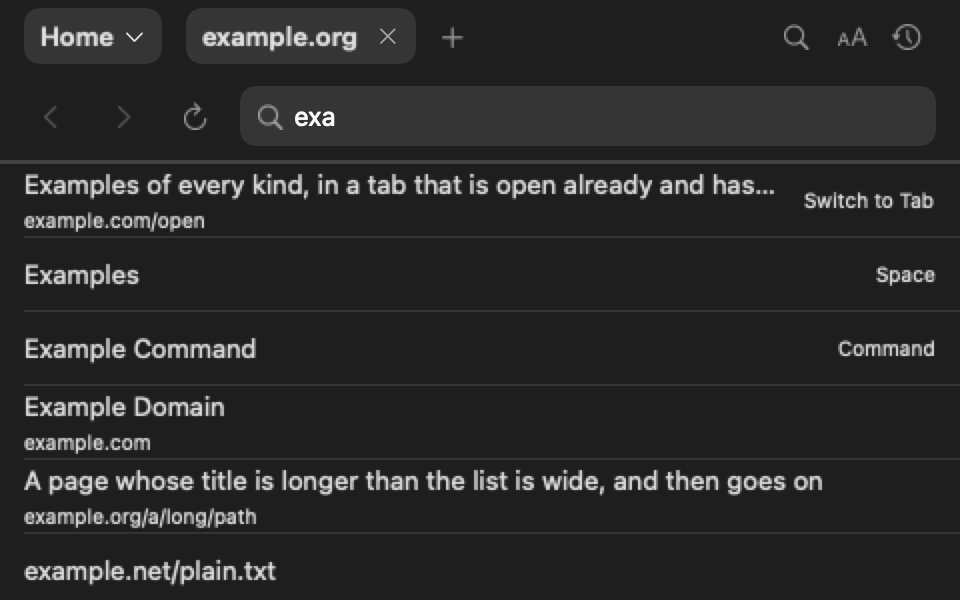 Home
example.org
AA
exa
Examples of every kind, in a tab that is open already and has...
Switch to Tab
example.com/open
Examples
Space
Example Command
Command
Example Domain
example.com
A page whose title is longer than the list is wide, and then goes on
example.org/a/long/path
example.net/plain.txt